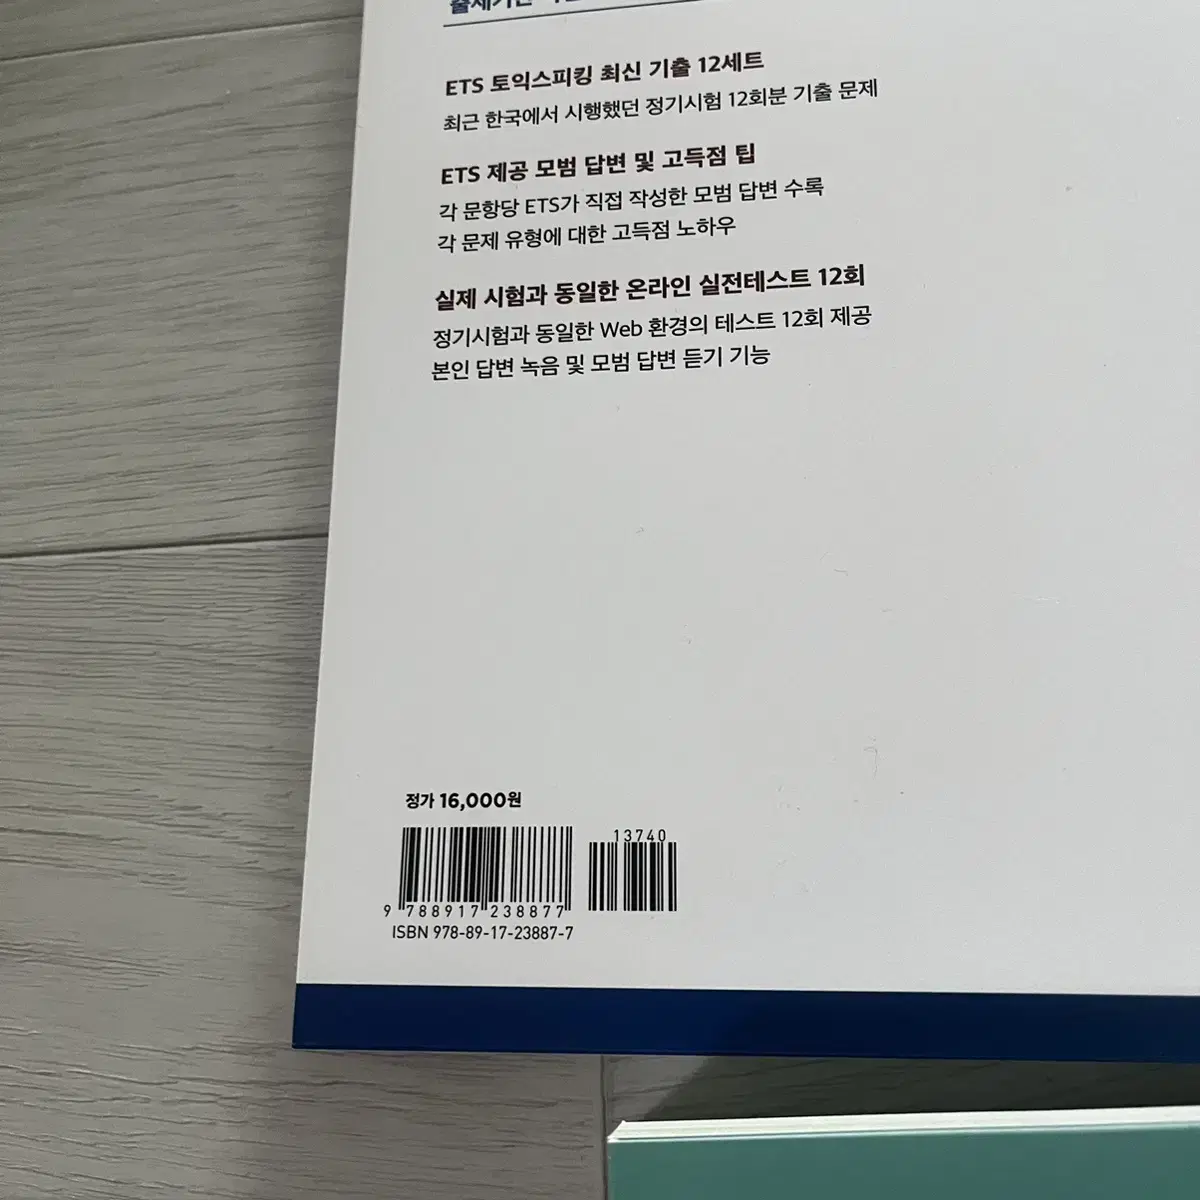 ETS 토익스피킹 최신 기출 12세트
최근 한국에서 시행했던 정기시험 12회분 기출 문제
ETS 제공 모범 답변 및 고득점 팁
각 문항당 ETS가 직접 작성한 모범 답변 수록
각 문제 유형에 대한 고득점 노하우
실제 시험과 동일한 온라인 실전테스트 12회
정기시험과 동일한 Web 환경의 테스트 12회 제공
본인 답변 녹음 및 모범 답변 듣기 기능
정가 16,000원
13740
9 788917 238877
ISBN 978-89-17-23887-7